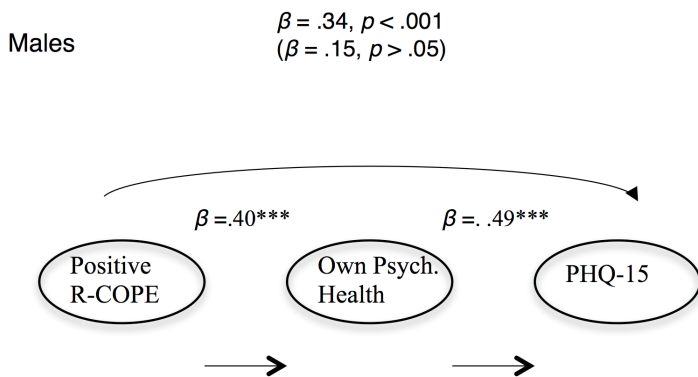 β = .34, p < .001
Males
(β = .15, p > .05)
β =.40***
β =. .49***
Positive
R-COPE
Own Psych.
Health
PHQ-15